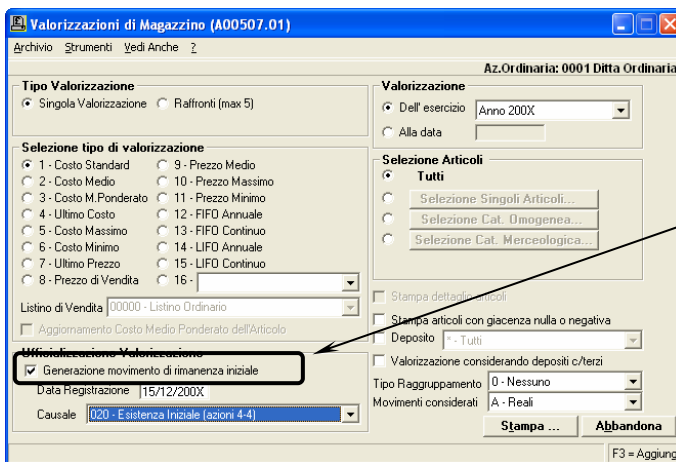 Valorizzazioni di Magazzino (A00507.01)
Archivio Strumenti Vedi Anche ?
Az.Ordinaria: 0001 Ditta Ordinaria
Tipo Valorizzazione
Singola Valorizzazione Raffronti (max 5)
Selezione tipo di valorizzazione
1 - Costo Standard 9 - Prezzo Medio
2 - Costo Medio 10 - Prezzo Massimo
3 - Costo M.Ponderato 11 - Prezzo Minimo
4 - Ultimo Costo 12 - FIFO Annuale
5 - Costo Massimo 13 - FIFO Continuo
6 - Costo Minimo 14 - LIFO Annuale
7 - Ultimo Prezzo 15 - LIFO Continuo
8 - Prezzo di Vendita 16 -
Listino di Vendita 00000 - Listino Ordinario
Aggiornamento Costo Medio Ponderato dell'Articolo
Ufficializzazione Valorizzazione
Generazione movimento di rimanenza iniziale
Data Registrazione 15/12/200X
Causale 020 - Esistenza Iniziale (azioni 4-4)
Valorizzazione
Dell' esercizio Anno 200X
Alla data
Selezione Articoli
Tutti
Selezione Singoli Articoli...
Selezione Cat. Omogenea...
Selezione Cat. Merceologica...
Stampa dettaglio articoli
Stampa articoli con giacenza nulla o negativa
Deposito * - Tutti
Valorizzazione considerando depositi c/terzi
Tipo Raggruppamento 0 - Nessuno
Movimenti considerati A - Reali
Stampa ... Abbandona
F3 = Aggiung